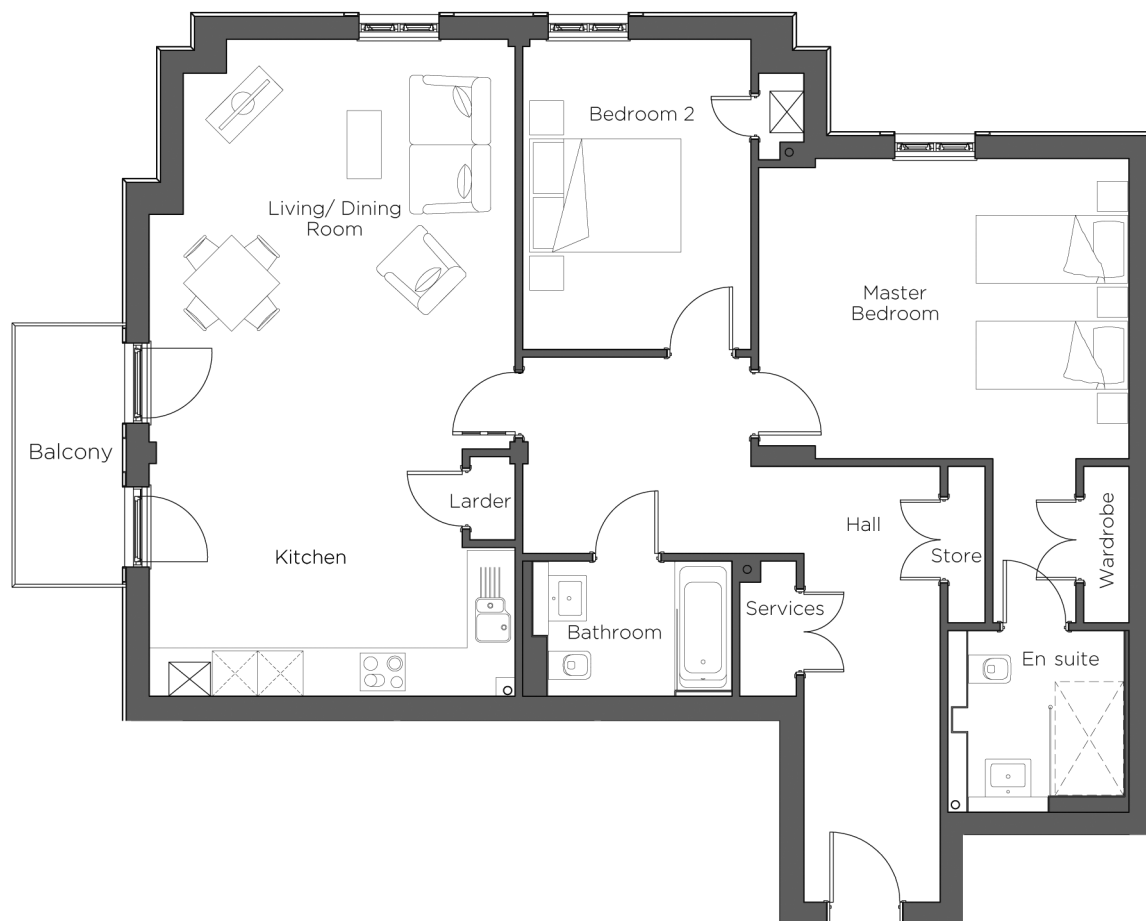 Bedroom 2
Living/ Dining
Room
Master
Bedroom
Balcony
Larder
Wardrobe
Hall
Kitchen
Store
Services
Bathroom
En suite